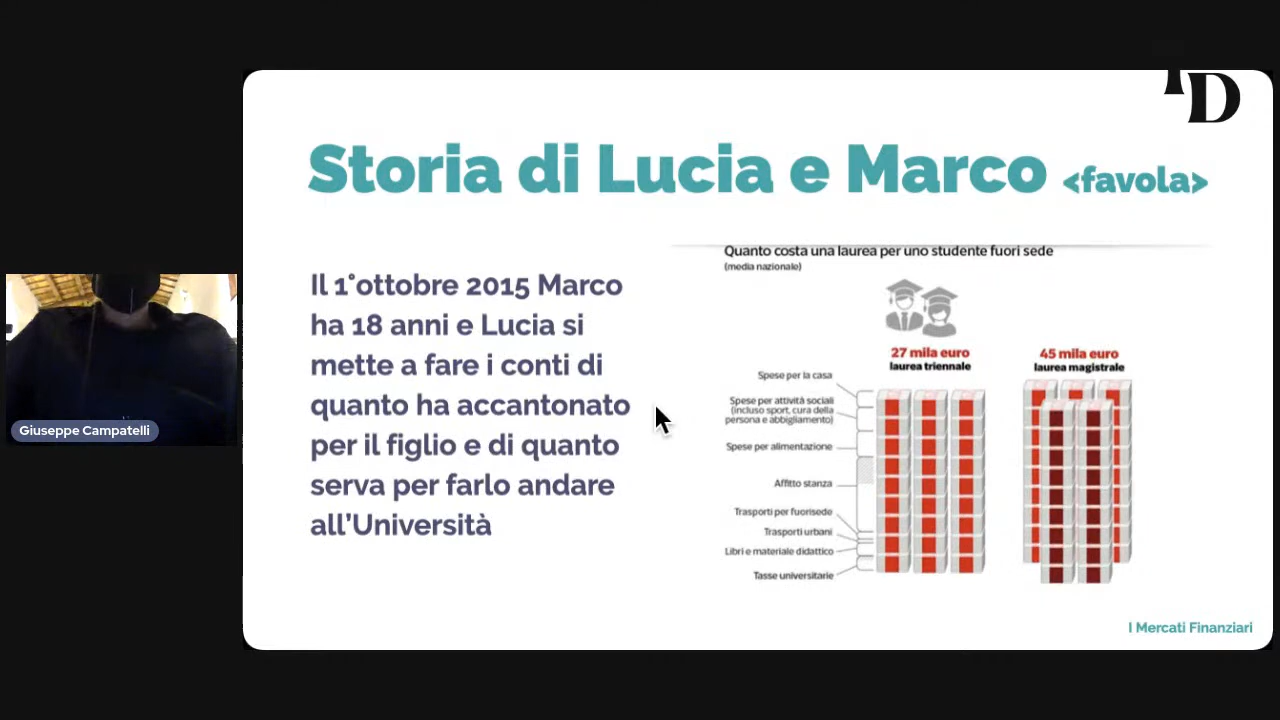 D
Storia di Lucia e Marco <favola>
Il 1°ottobre 2015 Marco
ha 18 anni e Lucia si
mette a fare i conti di
quanto ha accantonato
per il figlio e di quanto
serva per farlo andare
all’Università
Quanto costa una laurea per uno studente fuori sede
(media nazionale)
27 mila euro
laurea triennale
45 mila euro
laurea magistrale
Spese per la casa
Spese per attività sociali
(incluso sport, cura della
persona e abbigliamento)
Spese per alimentazione
Affitto stanza
Trasporti per fuorisede
Trasporti urbani
Libri e materiale didattico
Tasse universitarie
Giuseppe Campatelli
I Mercati Finanziari